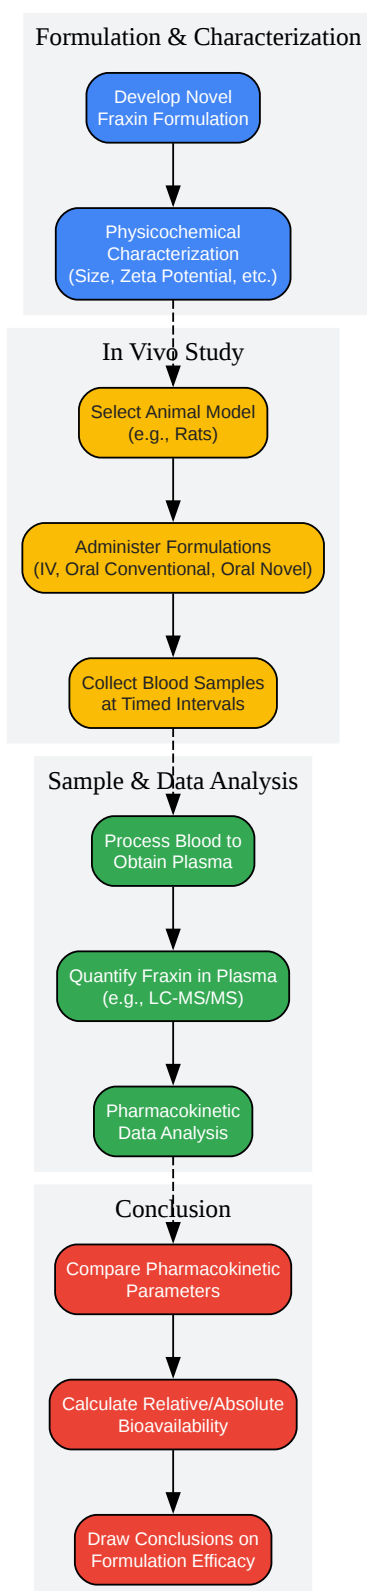 Formulation & Characterization
Develop Novel
Fraxin Formulation
Physicochemical
Characterization
(Size, Zeta Potential, etc.)
In Vivo Study
Select Animal Model
(e.g., Rats)
Administer Formulations
(IV, Oral Conventional, Oral Novel)
Collect Blood Samples
at Timed Intervals
Sample & Data Analysis
Process Blood to
Obtain Plasma
Quantify Fraxin in Plasma
(e.g., LC-MS/MS)
Pharmacokinetic
Data Analysis
Conclusion
Compare Pharmacokinetic
Parameters
Calculate Relative/Absolute
Bioavailability
Draw Conclusions on
Formulation Efficacy